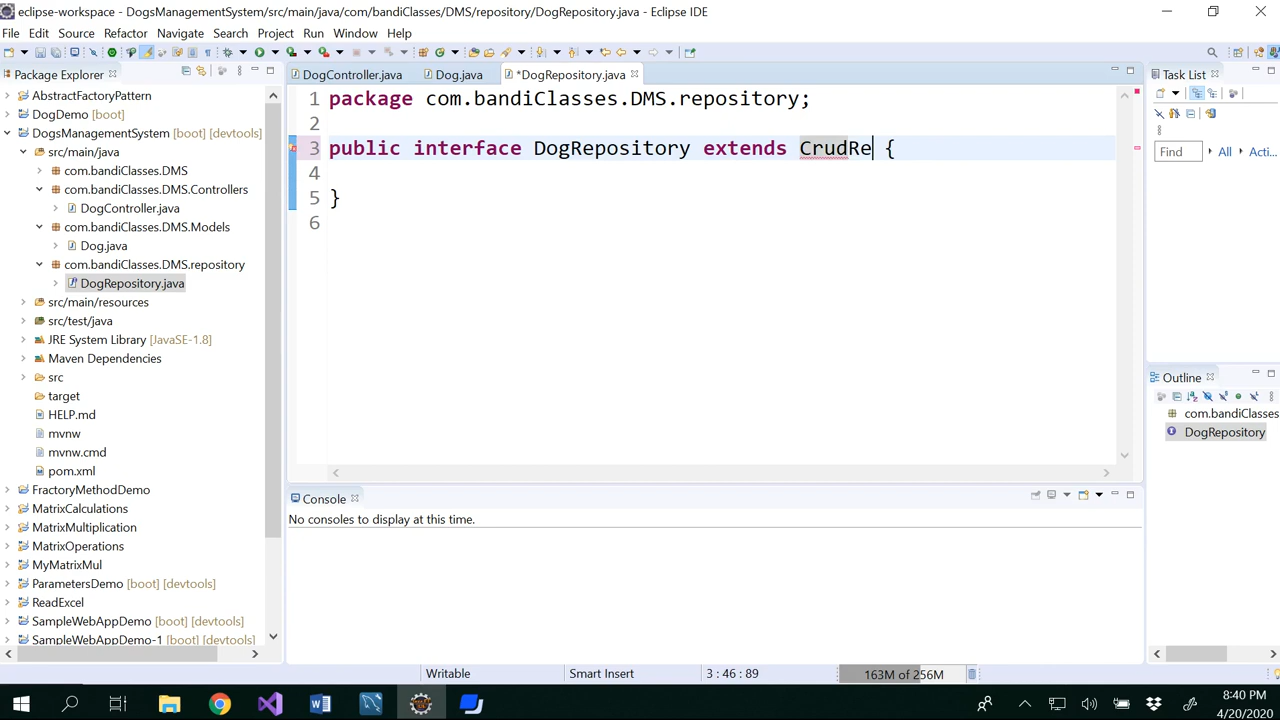 eclipse-workspace - DogsManagementSystem/src/main/java/com/bandiClasses/DMS/repository/DogRepository.java - Eclipse IDE
File Edit Source Refactor Navigate Search Project Run Window Help
Package Explorer
AbstractFactoryPattern
DogDemo [boot]
DogsManagementSystem [boot] [devtools]
src/main/java
com.bandiClasses.DMS
com.bandiClasses.DMS.Controllers
DogController.java
com.bandiClasses.DMS.Models
Dog.java
com.bandiClasses.DMS.repository
DogRepository.java
src/main/resources
src/test/java
JRE System Library [JavaSE-1.8]
Maven Dependencies
src
target
HELP.md
mvnw
mvnw.cmd
pom.xml
FractoryMethodDemo
MatrixCalculations
MatrixMultiplication
MatrixOperations
MyMatrixMul
ParametersDemo [boot] [devtools]
ReadExcel
SampleWebAppDemo [boot] [devtools]
SampleWebAppDemo-1 [boot] [devtools]
DogController.java Dog.java *DogRepository.java
1 package com.bandiClasses.DMS.repository;
2
3 public interface DogRepository extends CrudRe {
4
5 }
6
Console
No consoles to display at this time.
Task List
Find All Acti...
Outline
com.bandiClasses
DogRepository
Writable Smart Insert 3 : 46 : 89 163M of 256M
8:40 PM
4/20/2020